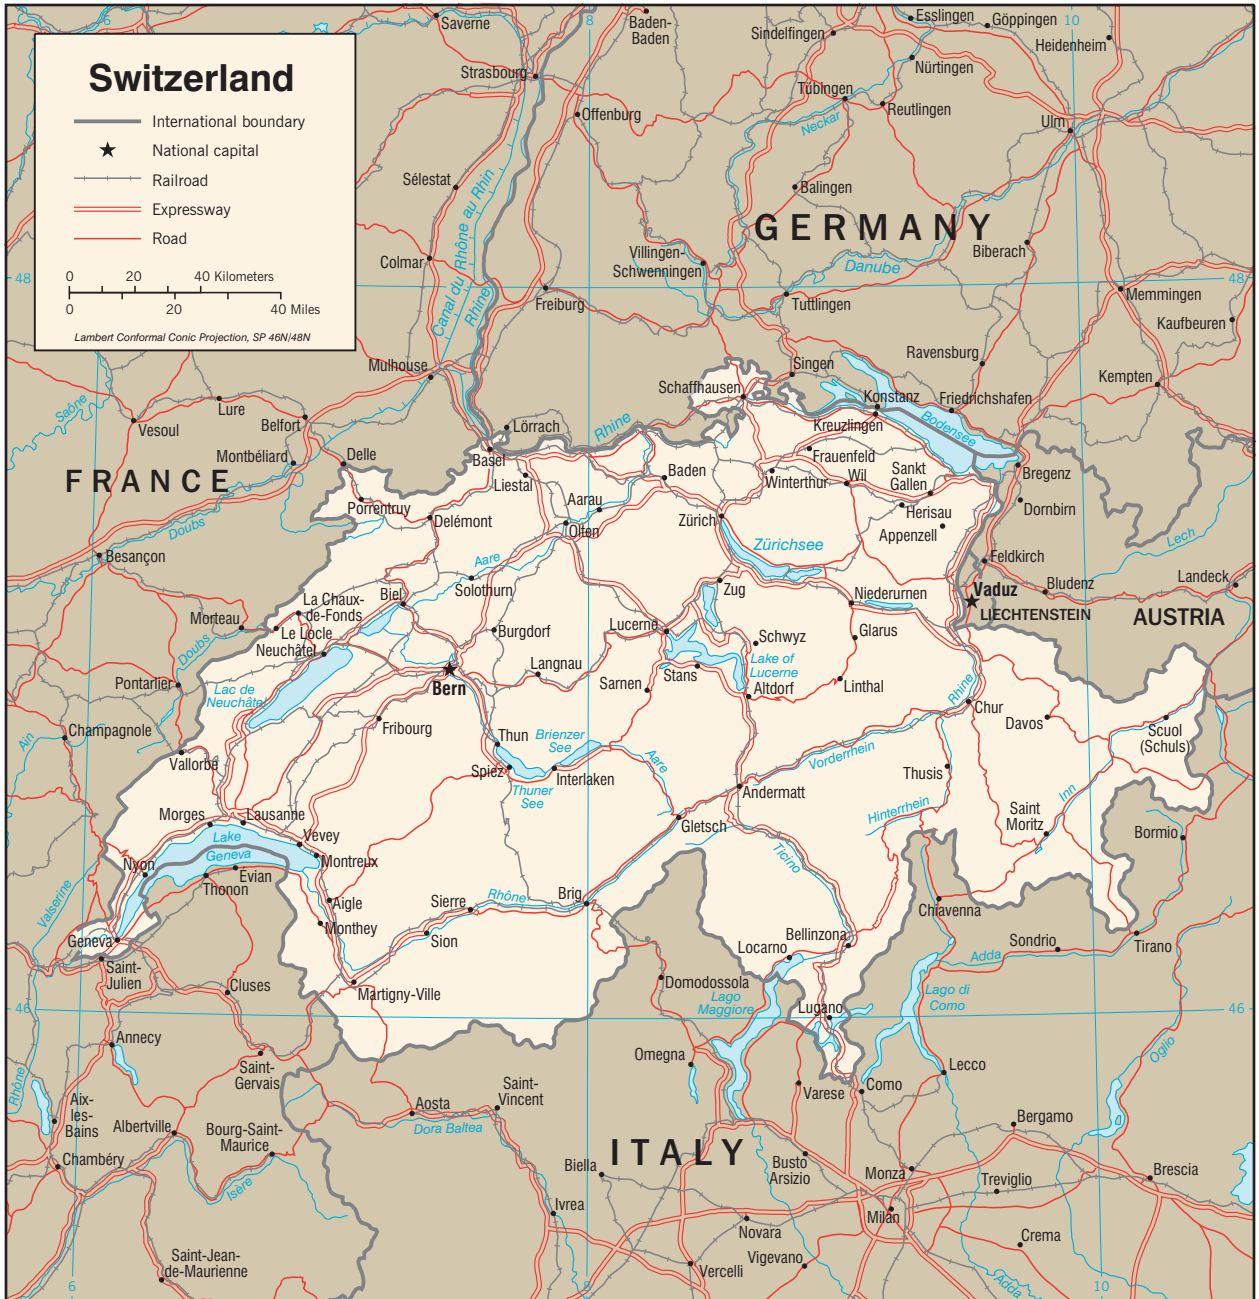 Switzerland
International boundary
National capital
Railroad
Expressway
Road
0 20 40 Kilometers
0 20 40 Miles
Lambert Conformal Conic Projection, SP 46N/48N
6
8
10
Saverne
Baden-
Baden
Sindelfingen
Esslingen
Göppingen
Heidenheim
Strasbourg
Nürtingen
Offenburg
Tübingen
Reutlingen
Neckar
Ulm
Sélestat
Balingen
Canal du Rhône au Rhin
GERMANY
Colmar
Villingen-
Schwenningen
Biberach
Danube
48
48
Rhine
Freiburg
Tuttlingen
Memmingen
Kaufbeuren
Mulhouse
Singen
Ravensburg
Kempten
Schaffhausen
Konstanz
Friedrichshafen
Saône
Lure
Vesoul
Belfort
Lörrach
Rhine
Kreuzlingen
Bodensee
Montbéliard
Delle
Basel
Frauenfeld
FRANCE
Liestal
Baden
Winterthur
Wil
Sankt
Gallen
Bregenz
Porrentruy
Aarau
Herisau
Dornbirn
Delémont
Olten
Zürich
Appenzell
Doubs
Lech
Besançon
Aare
Zürichsee
Feldkirch
Solothurn
Zug
Bludenz
Landeck
Biel
Niederurnen
Vaduz
La Chaux-
de-Fonds
LIECHTENSTEIN
AUSTRIA
Morteau
Le Locle
Burgdorf
Lucerne
Schwyz
Glarus
Neuchâtel
Doubs
Langnau
Lake of
Lucerne
Stans
Pontarlier
Lac de
Neuchâtel
Bern
Sarnen
Altdorf
Linthal
Rhine
Chur
Davos
Scuol
(Schuls)
Champagnole
Ain
Fribourg
Thun
Brienzer
See
Aare
Vallorbe
Spiez
Interlaken
Vorderrhein
Thusis
Thuner
See
Andermatt
Inn
Morges
Lausanne
Gletsch
Hinterrhein
Saint
Moritz
Bormio
Lake
Geneva
Vevey
Nyon
Montreux
Évian
Thonon
Ticino
Valserine
Aigle
Sierre
Rhône
Brig
Chiavenna
Monthey
Geneva
Sion
Bellinzona
Locarno
Sondrio
Tirano
Adda
Saint-
Julien
Cluses
Martigny-Ville
Domodossola
Lago
Maggiore
Lugano
Lago di
Como
46
46
Annecy
Saint-
Gervais
Omegna
Oglio
Rhône
Lecco
Aix-
les-
Bains
Saint-
Vincent
Varese
Como
Aosta
Albertville
Bourg-Saint-
Maurice
Dora Baltea
Bergamo
ITALY
Chambéry
Biella
Busto
Arsizio
Monza
Brescia
Isère
Treviglio
Ivrea
Milan
Novara
Crema
Saint-Jean-
de-Maurienne
Vercelli
Vigevano
Adda
6
8
10